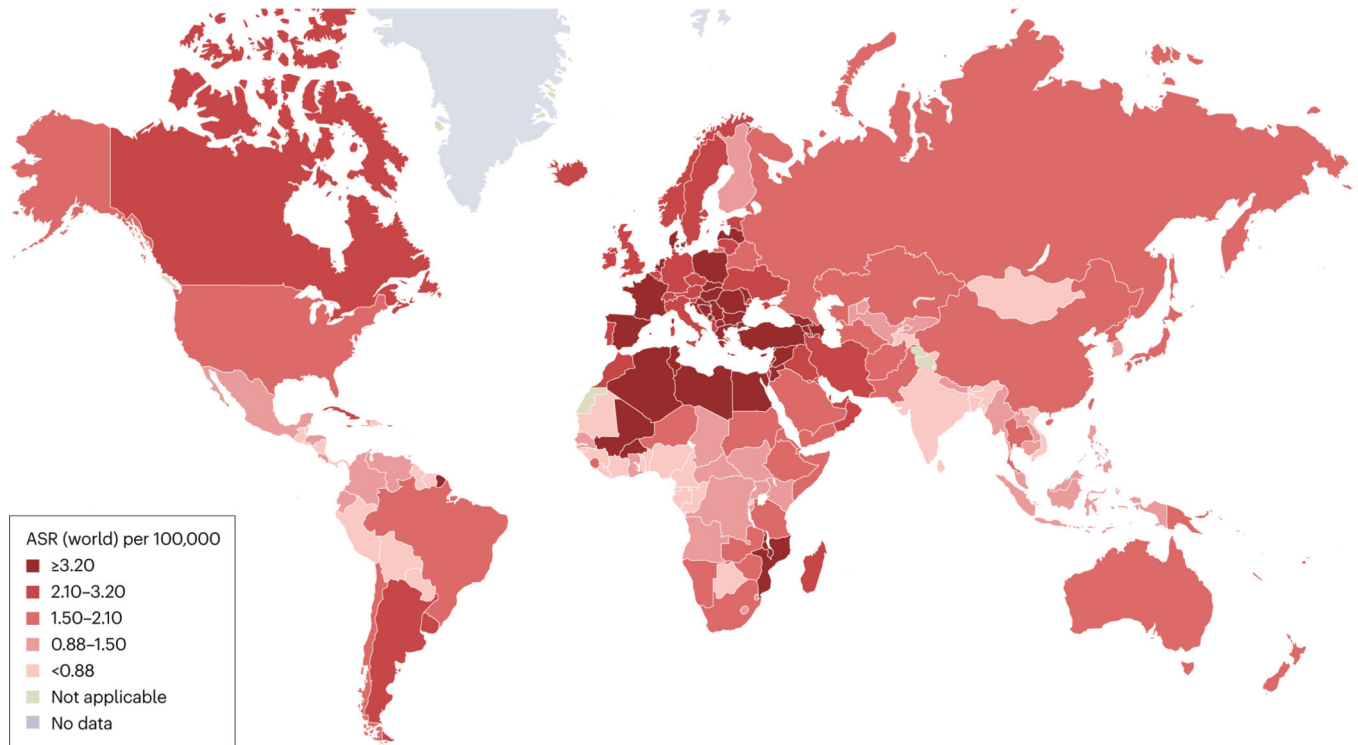 ASR (world) per 100,000
≥3.20
2.10–3.20
1.50–2.10
0.88–1.50
<0.88
Not applicable
No data